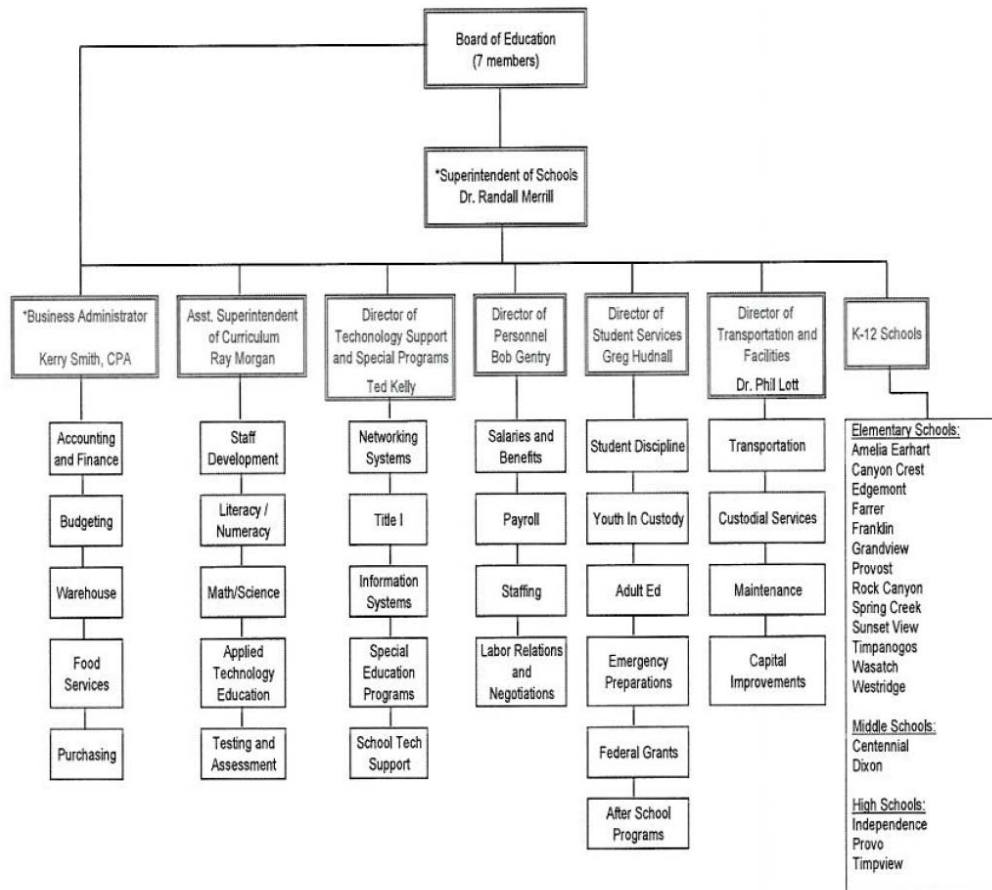 Board of Education
(7 members)
*Superintendent of Schools
Dr. Randall Merrill
*Business Administrator
Kerry Smith, CPA
Accounting
and Finance
Budgeting
Warehouse
Food
Services
Purchasing
Asst. Superintendent
of Curriculum
Ray Morgan
Staff
Development
Literacy /
Numeracy
Math/Science
Applied
Technology
Education
Testing and
Assessment
Director of
Techonology Support
and Special Programs
Ted Kelly
Networking
Systems
Title I
Information
Systems
Special
Education
Programs
School Tech
Support
Director of
Personnel
Bob Gentry
Salaries and
Benefits
Payroll
Staffing
Labor Relations
and
Negotiations
Director of
Student Services
Greg Hudnall
Student Discipline
Youth In Custody
Adult Ed
Emergency
Preparations
Federal Grants
After School
Programs
Director of
Transportation and
Facilities
Dr. Phil Lott
Transportation
Custodial Services
Maintenance
Capital
Improvements
K-12 Schools
Elementary Schools:
Amelia Earhart
Canyon Crest
Edgemont
Farrer
Franklin
Grandview
Provost
Rock Canyon
Spring Creek
Sunset View
Timpanogos
Wasatch
Westridge
Middle Schools:
Centennial
Dixon
High Schools:
Independence
Provo
Timpview